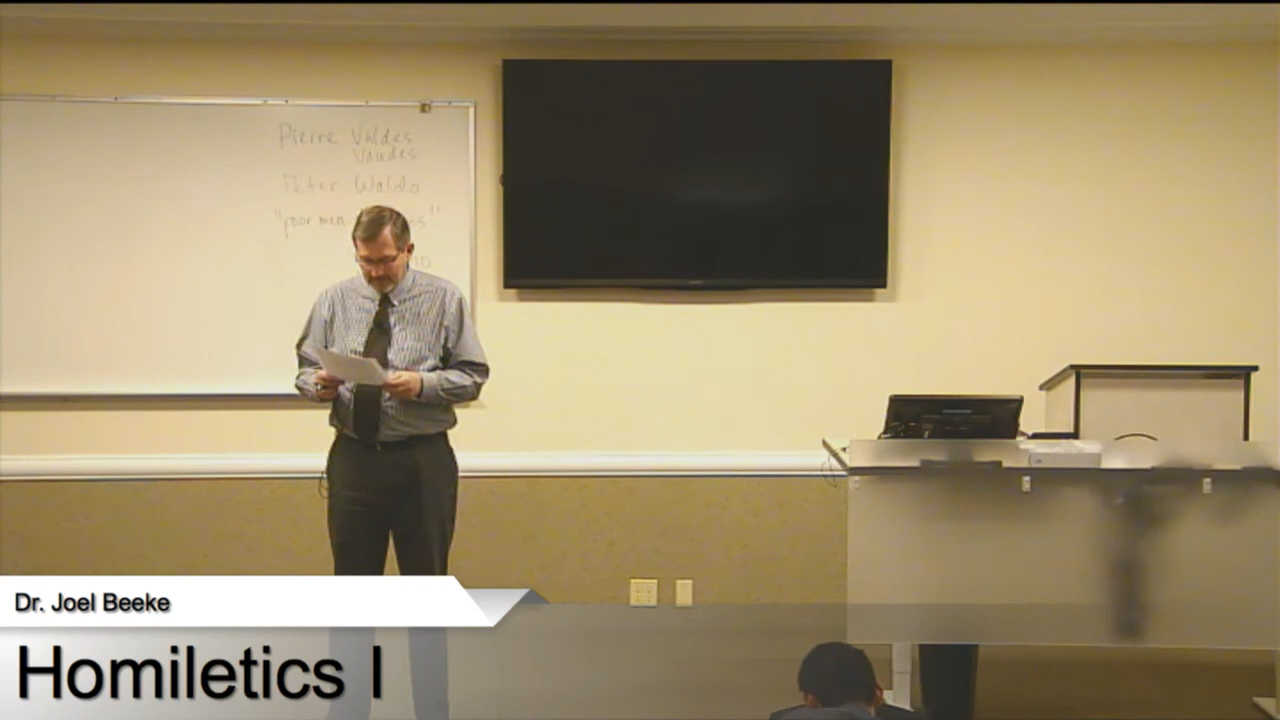 Pierre Valdes
Vaudes
Peter Waldo
"poor men
Dr. Joel Beeke
Homiletics I